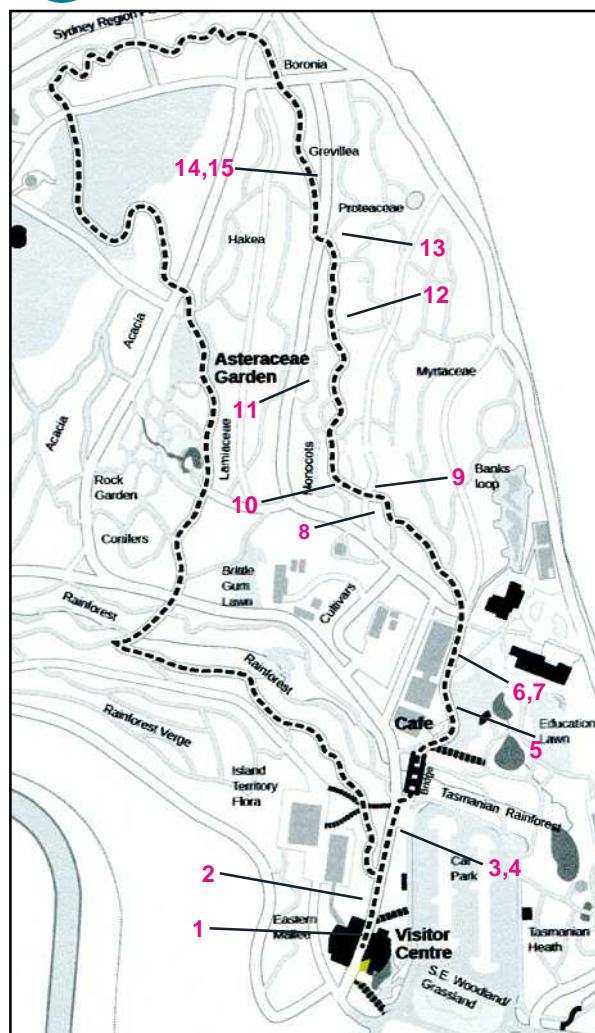 Sydney Region
Boronia
Grevillea
14,15
Proteaceae
Hakea
13
12
Acacia
Asteraceae
Garden
Myrtaceae
11
Acacia
Lamiaceae
Monocots
Rock
Garden
10
9
Banks
loop
8
Conifers
Brittle
Gum
Lawn
Cultivars
Rainforest
Rainforest
6,7
Rainforest Verge
Cafe
5
Education
Lawn
Island
Territory
Flora
Bridge
Tasmanian Rainforest
3,4
Car
Park
2
1
Eastern
Mallee
Visitor
Centre
Tasmanian
Heath
S.E. Woodland/
Grassland